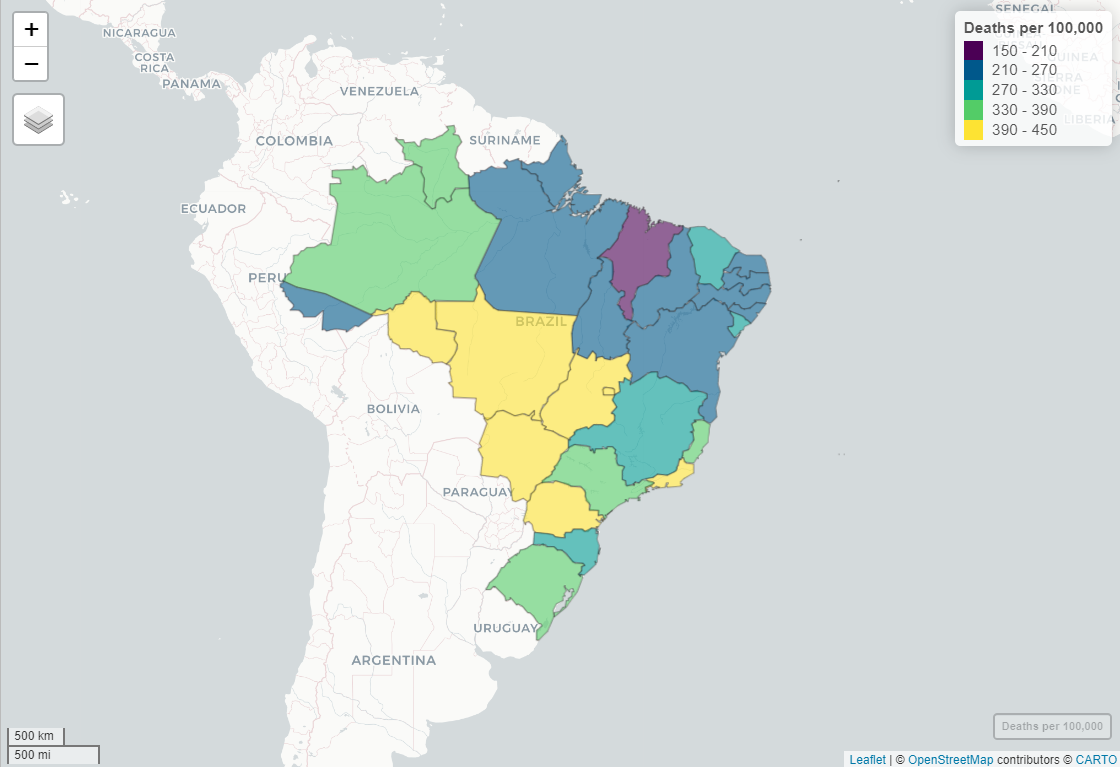 +
−
NICARAGUA
COSTA
RICA
PANAMA
VENEZUELA
COLOMBIA
SURINAME
ECUADOR
PERU
BRAZIL
BOLIVIA
PARAGUAY
URUGUAY
ARGENTINA
SENEGAL
GUINEA
SIERRA
LIBERIA
Deaths per 100,000
150 - 210
210 - 270
270 - 330
330 - 390
390 - 450
500 km
500 mi
Deaths per 100,000
Leaflet | © OpenStreetMap contributors © CARTO